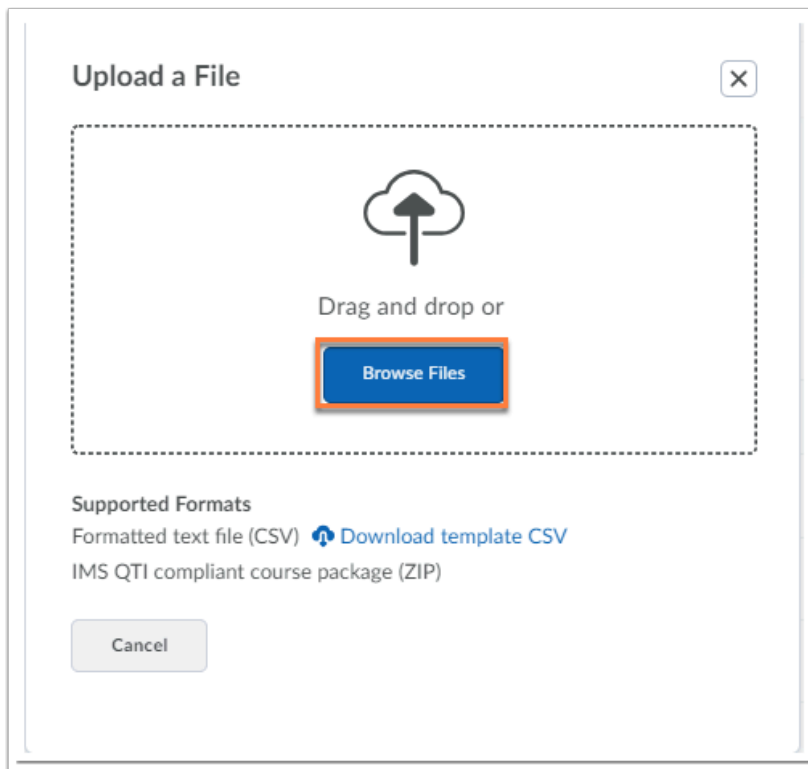 Upload a File
Drag and drop or
Browse Files
Supported Formats
Formatted text file (CSV) Download template CSV
IMS QTI compliant course package (ZIP)
Cancel